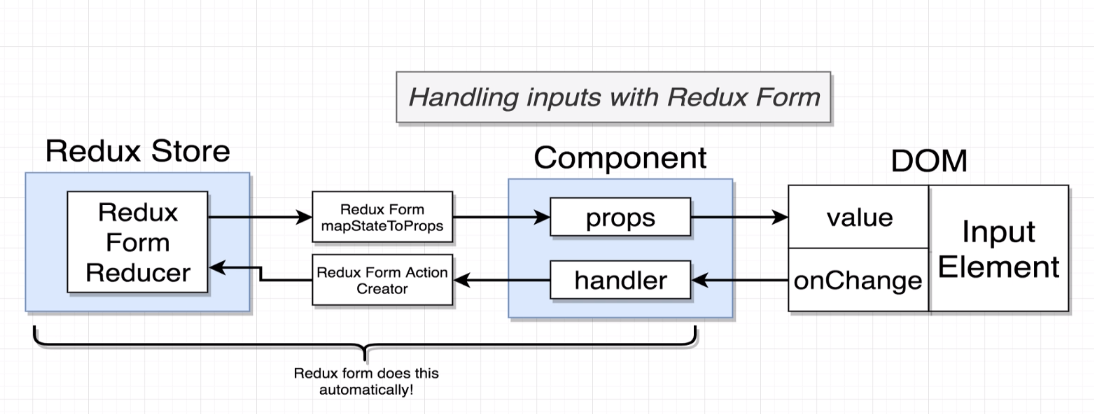 Handling inputs with Redux Form
Redux Store
Component
DOM
Redux
Form
Reducer
Redux Form
mapStateToProps
Redux Form Action
Creator
props
handler
value
onChange
Input
Element
Redux form does this
automatically!